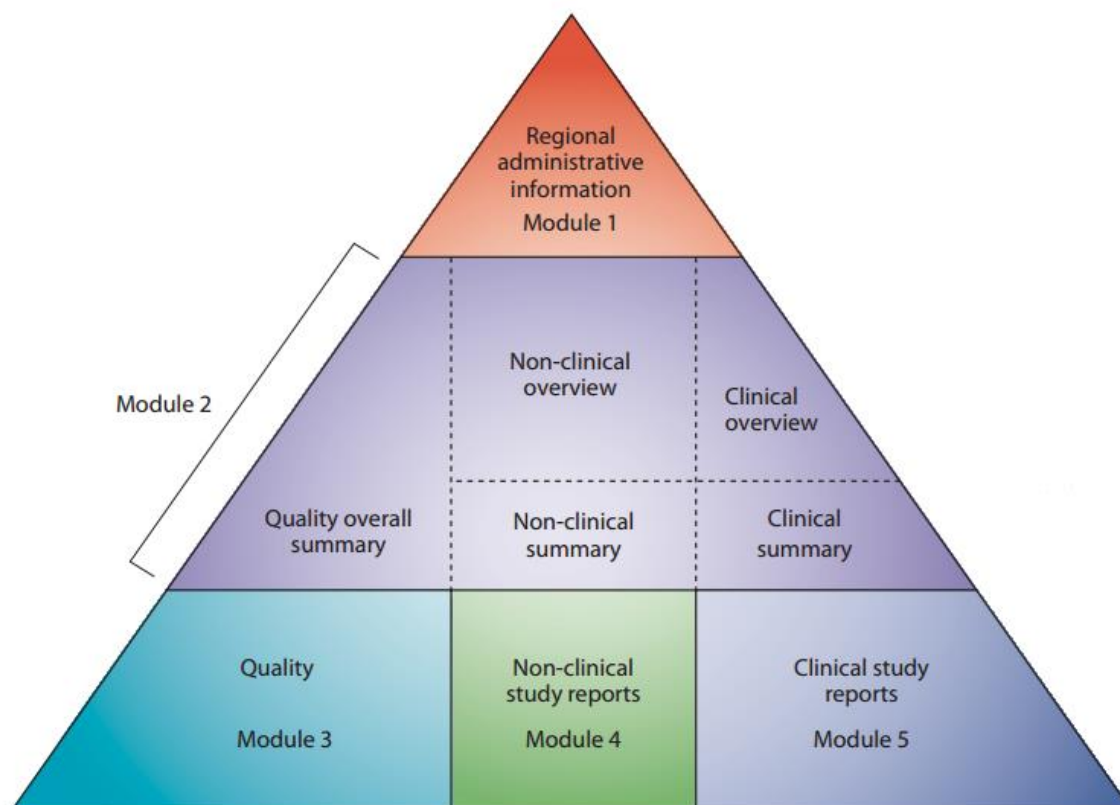 Regional
administrative
information
Module 1
Module 2
Non-clinical
overview
Clinical
overview
Quality overall
summary
Non-clinical
summary
Clinical
summary
Quality
Module 3
Non-clinical
study reports
Module 4
Clinical study
reports
Module 5